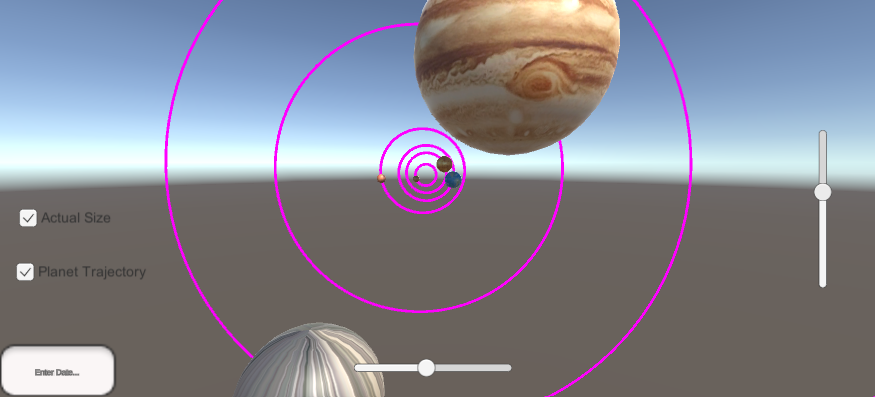 Actual Size
Planet Trajectory
Enter Date...